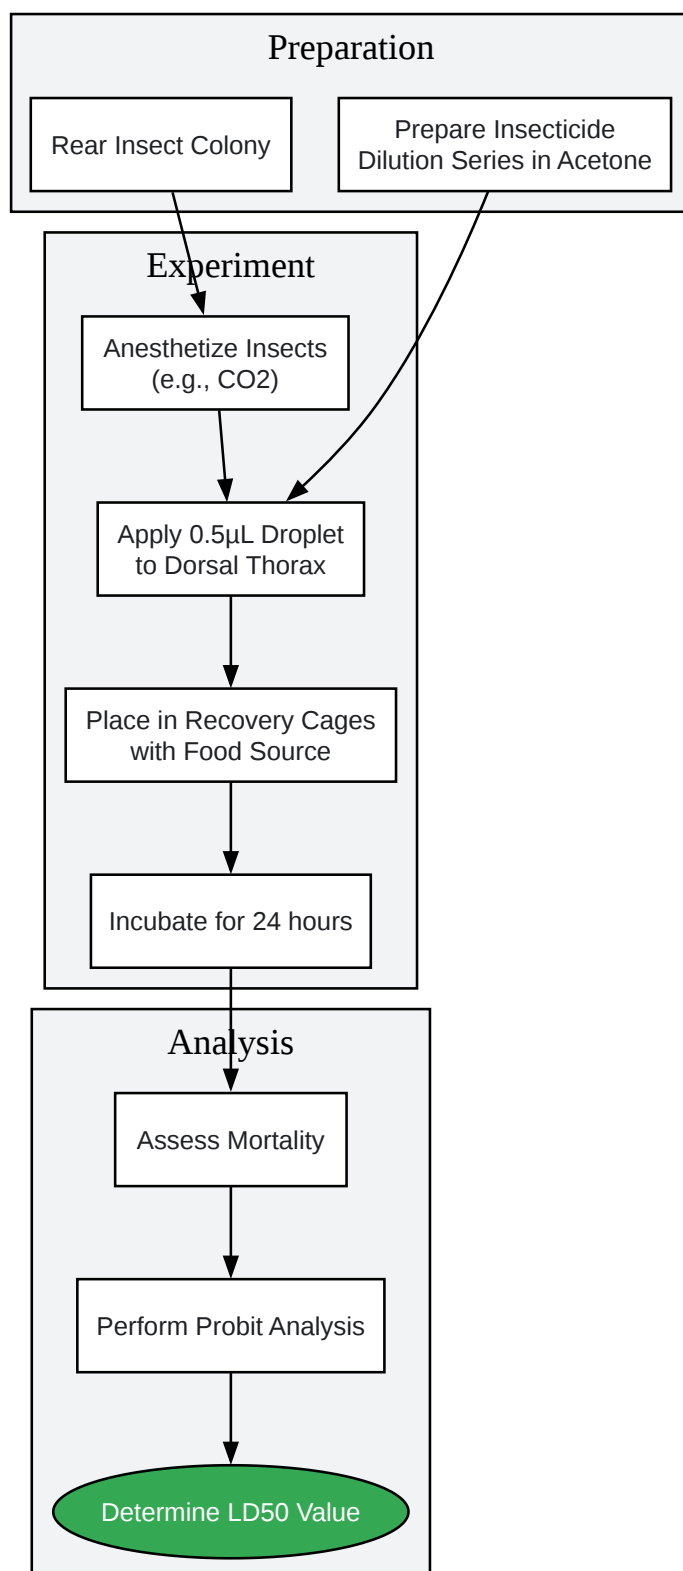 Preparation
Rear Insect Colony
Prepare Insecticide
Dilution Series in Acetone
Experiment
Anesthetize Insects
(e.g., CO2)
Apply 0.5µL Droplet
to Dorsal Thorax
Place in Recovery Cages
with Food Source
Incubate for 24 hours
Analysis
Assess Mortality
Perform Probit Analysis
Determine LD50 Value